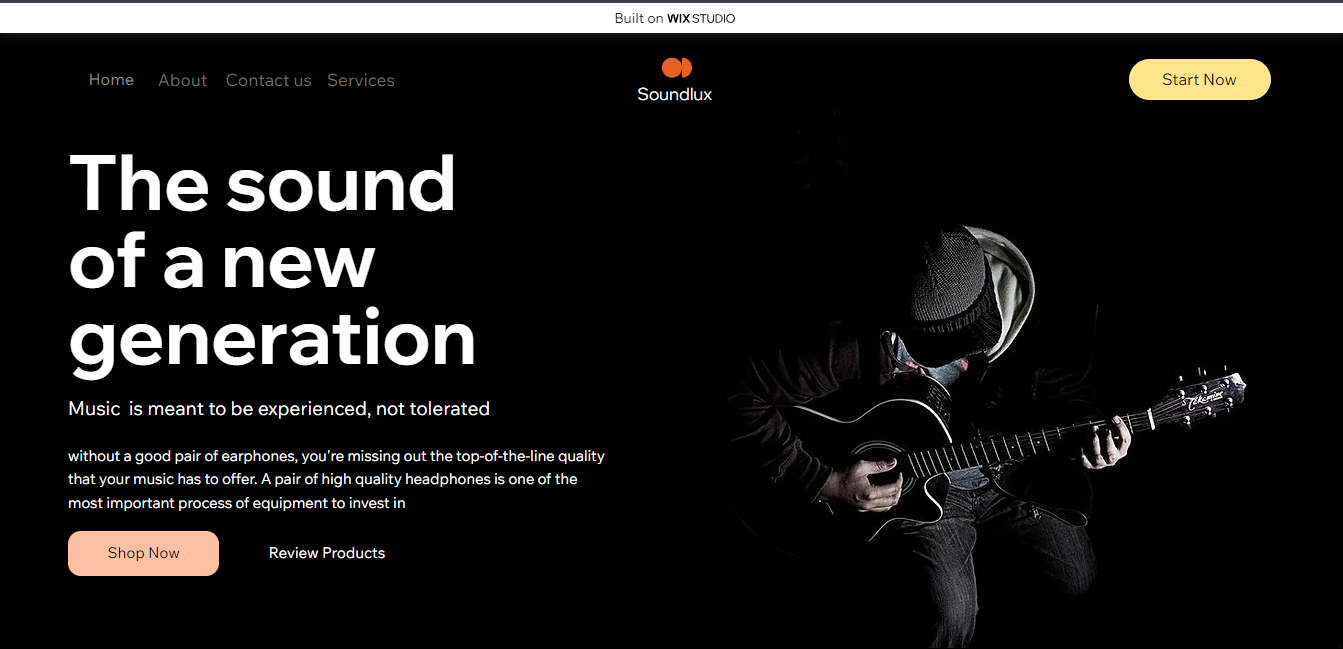 Built on WIX STUDIO
Home About Contact us Services
Soundlux
Start Now
The sound
of a new
generation
Music is meant to be experienced, not tolerated
without a good pair of earphones, you're missing out the top-of-the-line quality
that your music has to offer. A pair of high quality headphones is one of the
most important process of equipment to invest in
Shop Now
Review Products
Takamine